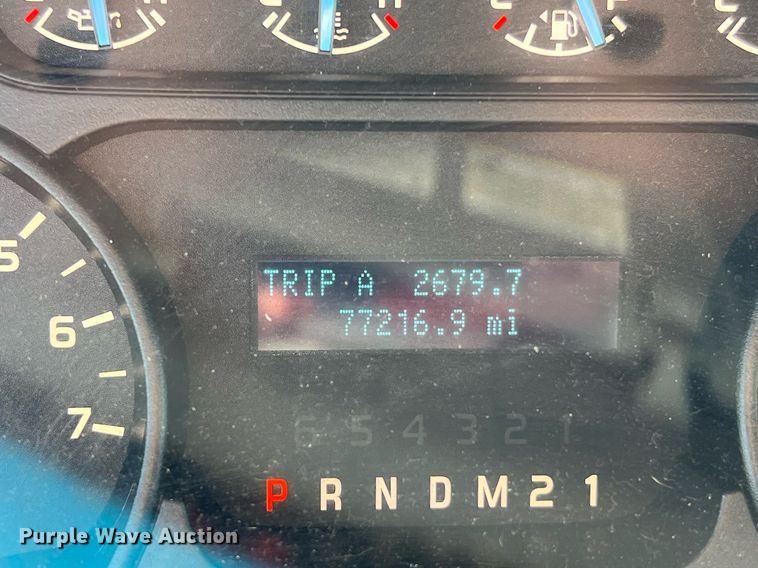 5
6
7
TRIP A 2679.7
77216.9 mi
6 5 4 3 2 1
P R N D M 2 1
Purple Wave Auction